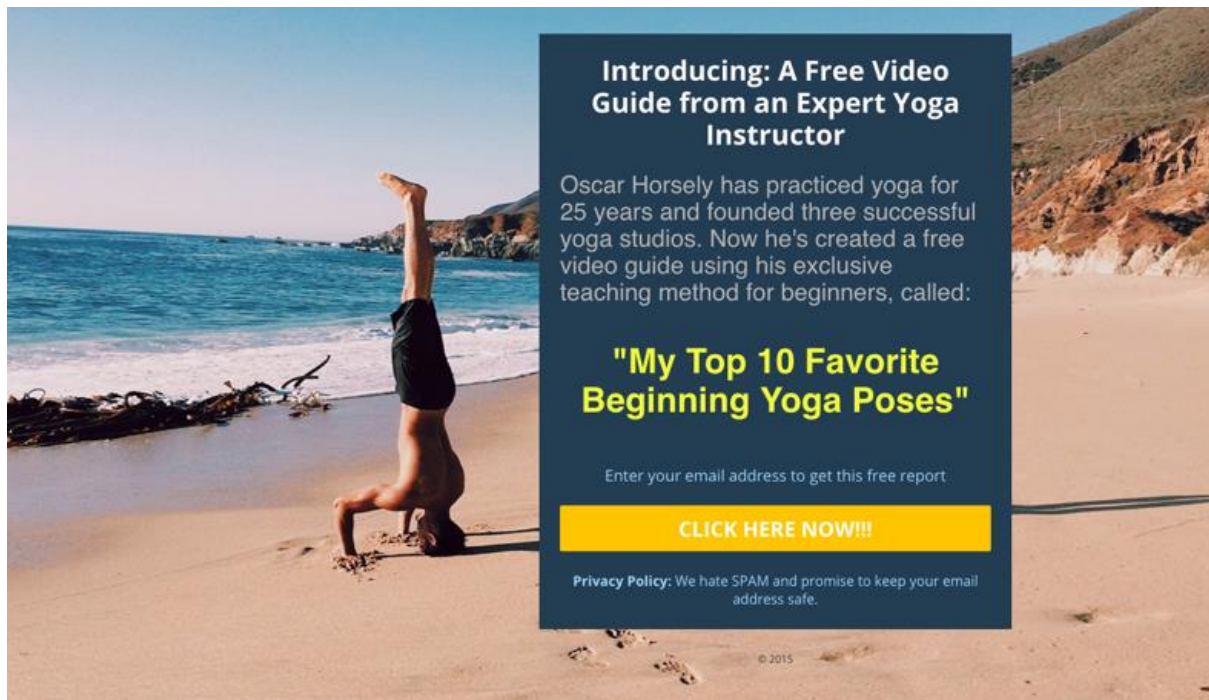 Introducing: A Free Video
Guide from an Expert Yoga
Instructor
Oscar Horsely has practiced yoga for
25 years and founded three successful
yoga studios. Now he's created a free
video guide using his exclusive
teaching method for beginners, called:
"My Top 10 Favorite
Beginning Yoga Poses"
Enter your email address to get this free report
CLICK HERE NOW!!!
Privacy Policy: We hate SPAM and promise to keep your email
address safe.
© 2015